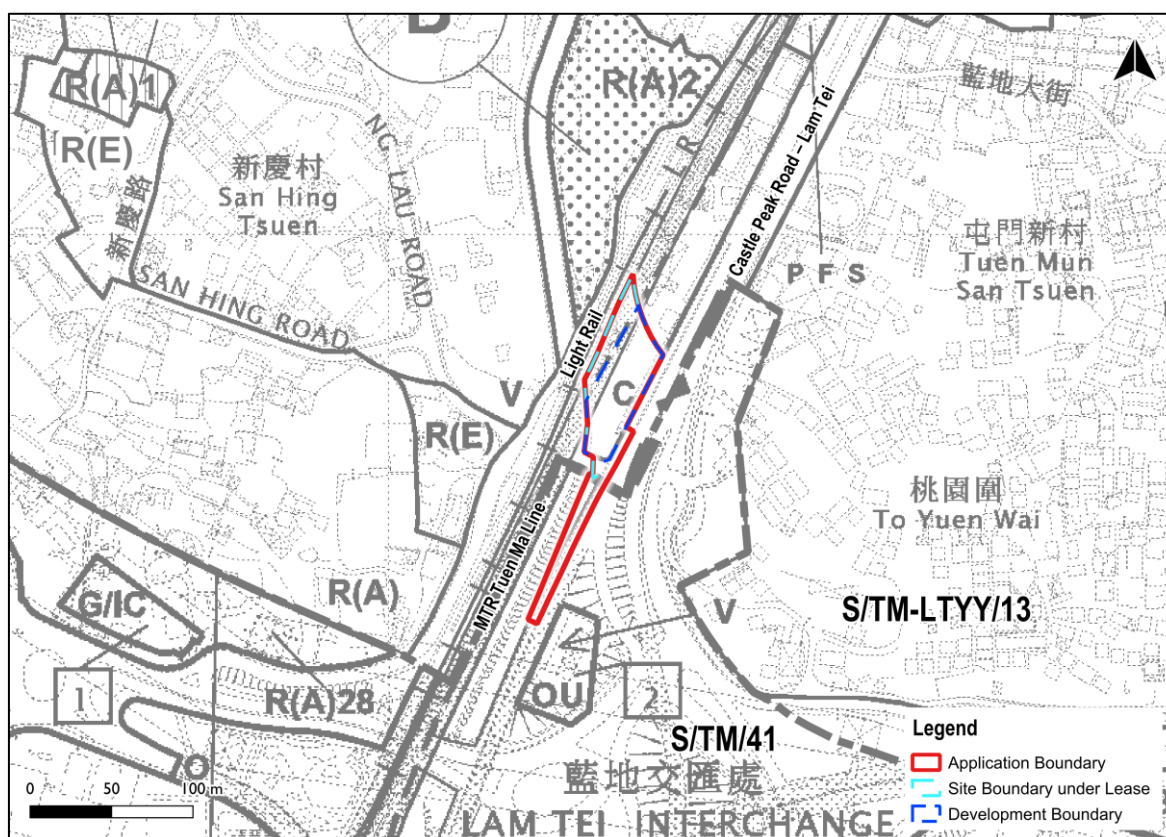 B
R(A)1
R(A)2
藍地大街
R(E)
NG LAU ROAD
新慶村
San Hing
Tsuen
新慶路
LR
Castle Peak Road – Lam Tei
屯門新村
Tuen Mun
San Tsuen
PFS
SAN HING ROAD
Light Rail
V
C
R(E)
桃園圍
To Yuen Wai
MTR Tuen Ma Line
R(A)
G/IC
V
S/TM-LTYY/13
1
R(A)28
OU
2
S/TM/41
O
藍地交匯處
LAM TEI INTERCHANGE
Legend
Application Boundary
Site Boundary under Lease
Development Boundary
0 50 100 m